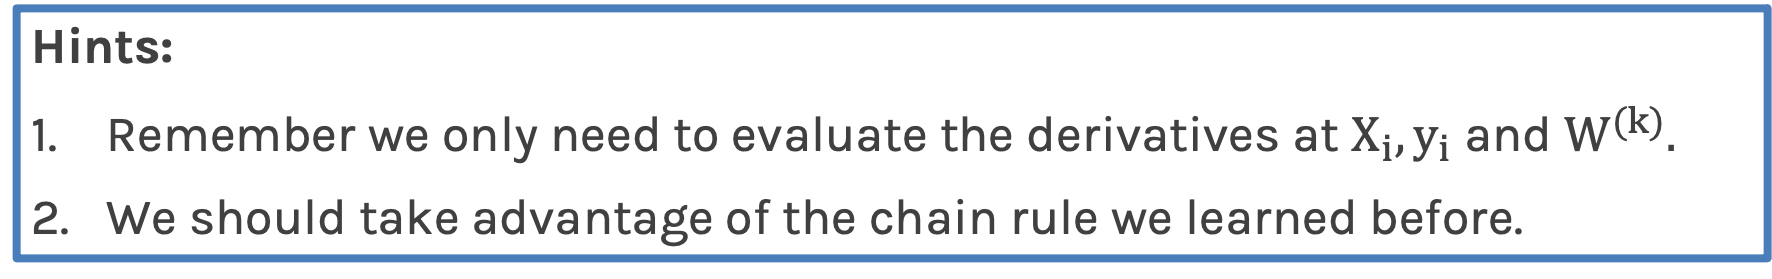 Hints:
1. Remember we only need to evaluate the derivatives at Xᵢ, yᵢ and W⁽ᵏ⁾.
2. We should take advantage of the chain rule we learned before.